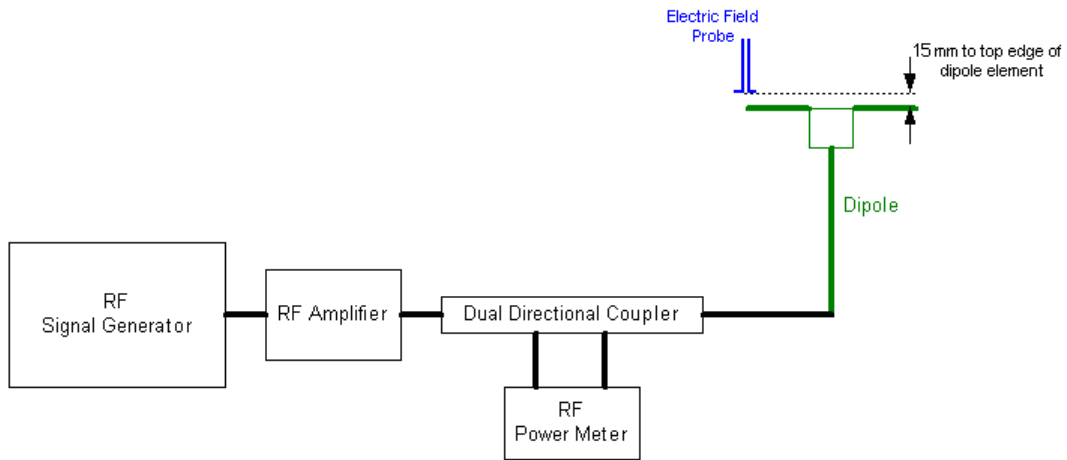 Electric Field
Probe
15 mm to top edge of
dipole element
Dipole
RF
Signal Generator
RF Amplifier
Dual Directional Coupler
RF
Power Meter